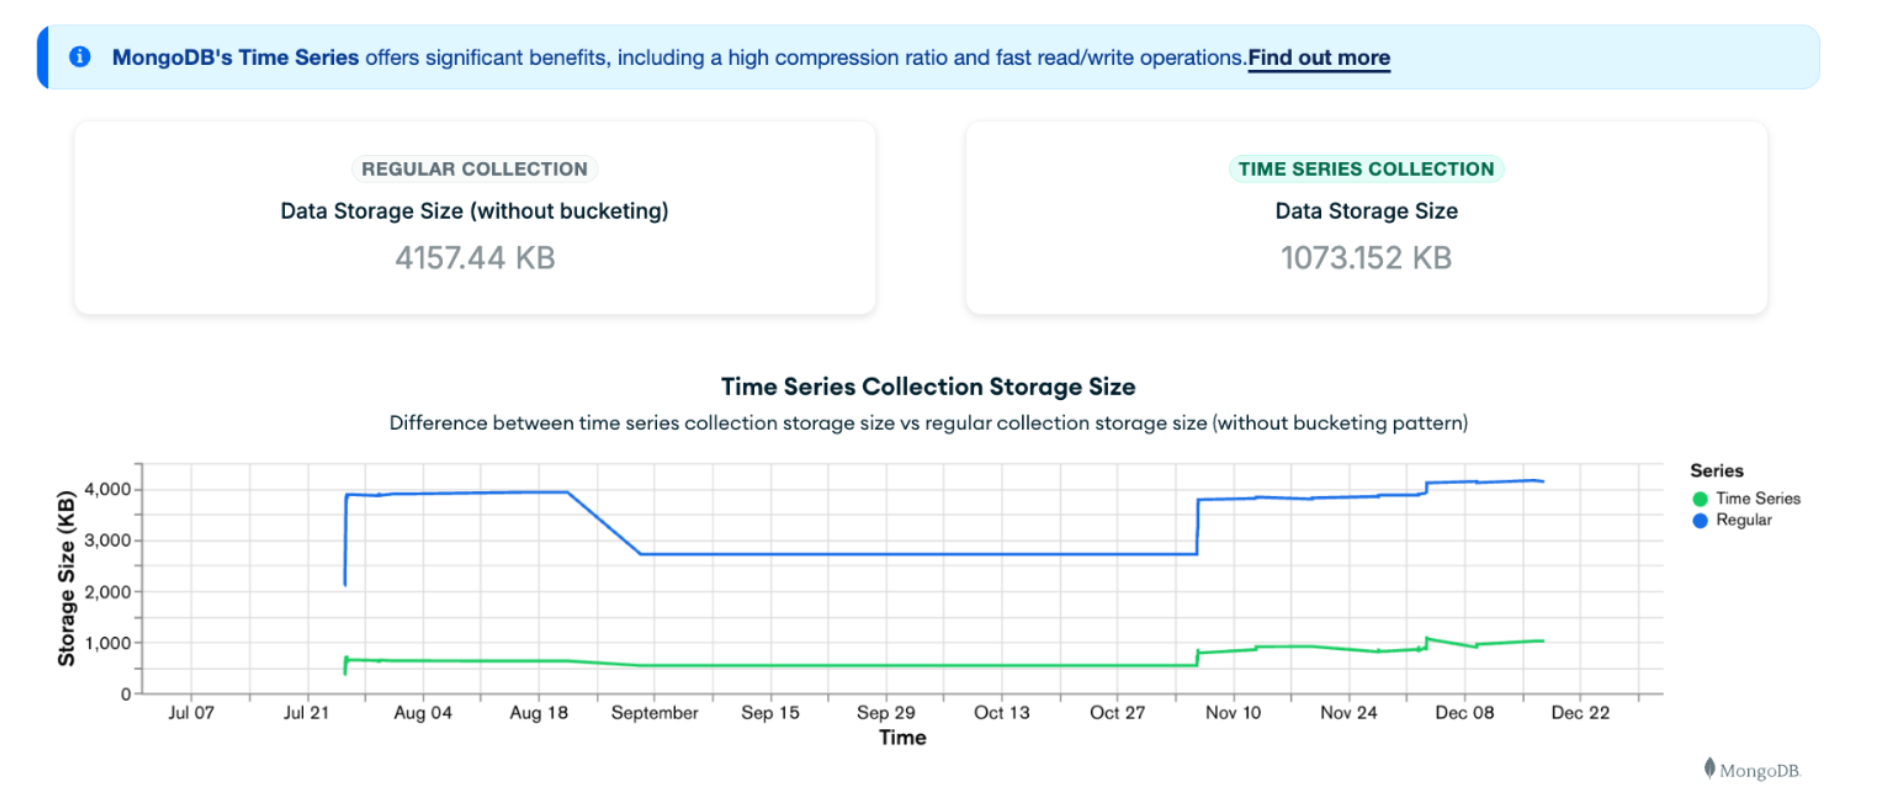 MongoDB's Time Series offers significant benefits, including a high compression ratio and fast read/write operations.Find out more
REGULAR COLLECTION
Data Storage Size (without bucketing)
4157.44 KB
TIME SERIES COLLECTION
Data Storage Size
1073.152 KB
Time Series Collection Storage Size
Difference between time series collection storage size vs regular collection storage size (without bucketing pattern)
Storage Size (KB)
4,000
3,000
2,000
1,000
0
Jul 07 Jul 21 Aug 04 Aug 18 September Sep 15 Sep 29 Oct 13 Oct 27 Nov 10 Nov 24 Dec 08 Dec 22
Time
Series
Time Series
Regular
MongoDB.